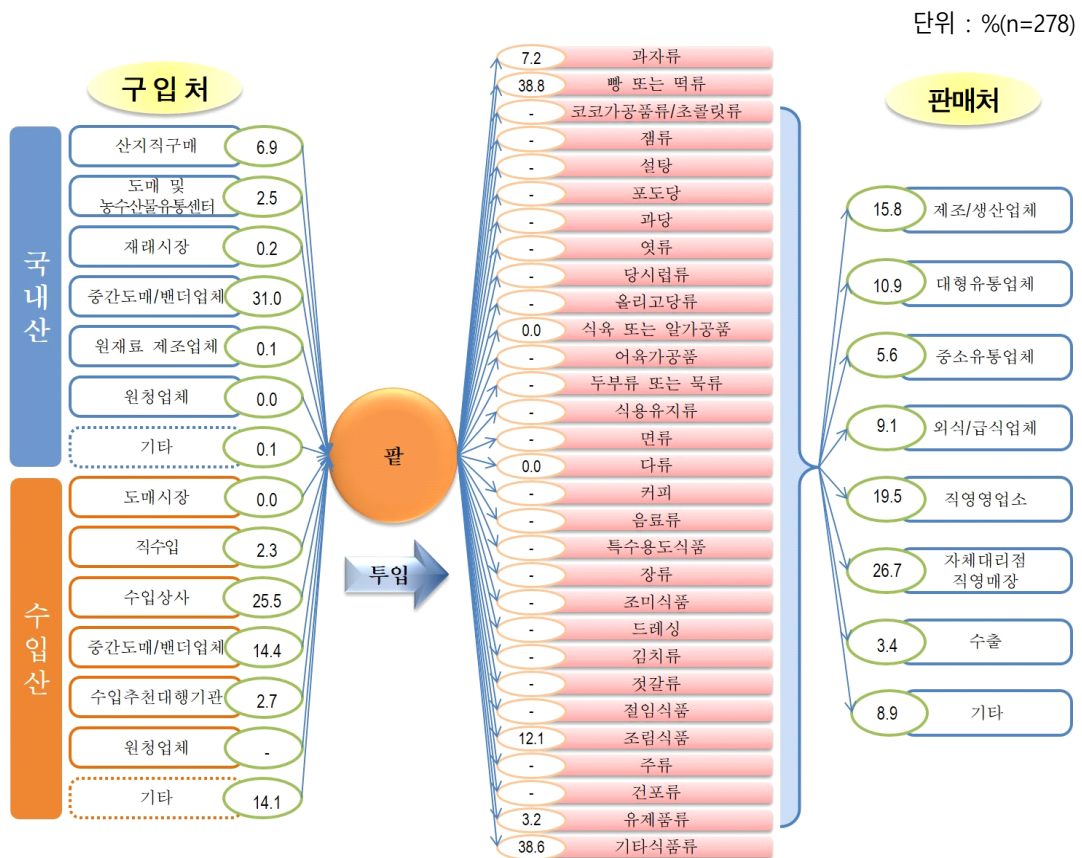 단위 : %(n=278)
구입처
국내산
산지직구매 6.9
도매 및
농수산물유통센터 2.5
재래시장 0.2
중간도매/밴더업체 31.0
원재료 제조업체 0.1
원청업체 0.0
기타 0.1
수입산
도매시장 0.0
직수입 2.3
수입상사 25.5
중간도매/밴더업체 14.4
수입추천대행기관 2.7
원청업체 -
기타 14.1
팥
투입
7.2 과자류
38.8 빵 또는 떡류
- 코코가공품류/초콜릿류
- 잼류
- 설탕
- 포도당
- 과당
- 엿류
- 당시럽류
- 올리고당류
0.0 식육 또는 알가공품
- 어육가공품
- 두부류 또는 묵류
- 식용유지류
- 면류
0.0 다류
- 커피
- 음료류
- 특수용도식품
- 장류
- 조미식품
- 드레싱
- 김치류
- 젓갈류
- 절임식품
12.1 조림식품
- 주류
- 건포류
3.2 유제품류
38.6 기타식품류
판매처
15.8 제조/생산업체
10.9 대형유통업체
5.6 중소유통업체
9.1 외식/급식업체
19.5 직영영업소
26.7 자체대리점
직영매장
3.4 수출
8.9 기타